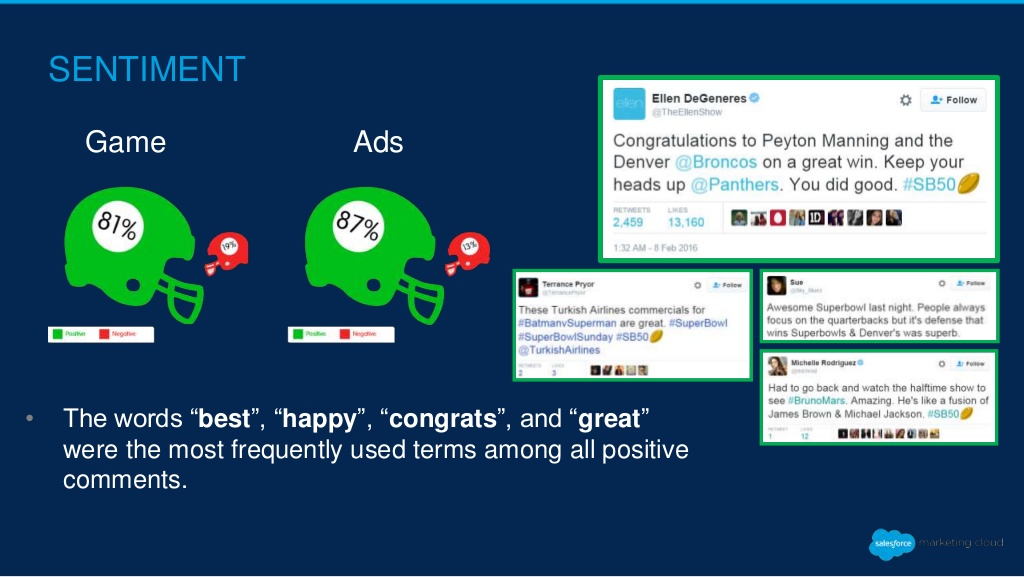 SENTIMENT
Game
Ads
81%
19%
87%
13%
Positive Negative
Positive Negative
ellen
Ellen DeGeneres
@TheEllenShow
Follow
Congratulations to Peyton Manning and the
Denver @Broncos on a great win. Keep your
heads up @Panthers. You did good. #SB50
RETWEETS LIKES
2,459 13,160
1D
1:32 AM - 8 Feb 2016
Terrance Pryor
@TerrancePryor
Follow
These Turkish Airlines commercials for
#BatmanvSuperman are great. #SuperBowl
#SuperBowlSunday #SB50
@TurkishAirlines
RETWEETS LIKES
2 3
Sue
Follow
Awesome Superbowl last night. People always
focus on the quarterbacks but it's defense that
wins Superbowls & Denver's was superb.
Michelle Rodriguez
Follow
Had to go back and watch the halftime show to
see #BrunoMars. Amazing. He's like a fusion of
James Brown & Michael Jackson. #SB50
RETWEET LIKES
1 12
• The words “best”, “happy”, “congrats”, and “great”
were the most frequently used terms among all positive
comments.
salesforce marketing cloud